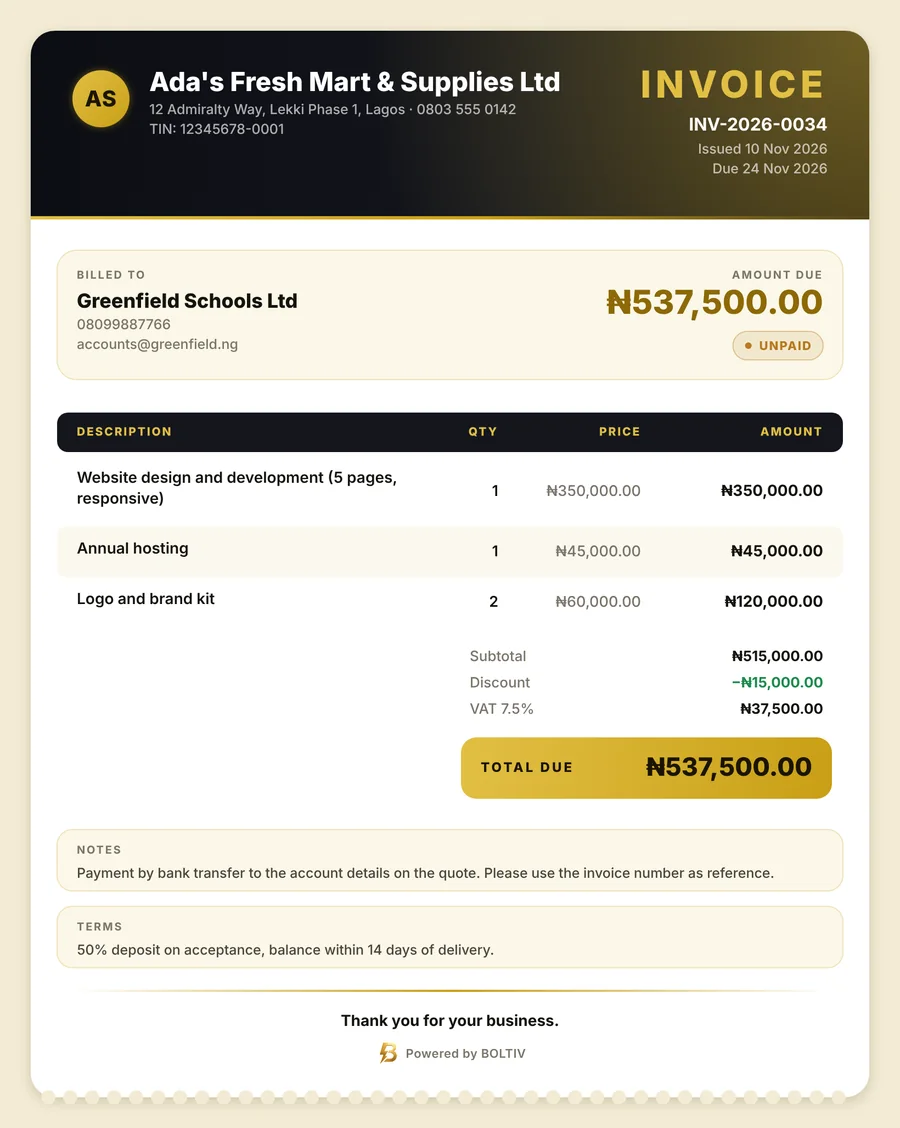 AS
Ada's Fresh Mart & Supplies Ltd
12 Admiralty Way, Lekki Phase 1, Lagos · 0803 555 0142
TIN: 12345678-0001
INVOICE
INV-2026-0034
Issued 10 Nov 2026
Due 24 Nov 2026
BILLED TO
Greenfield Schools Ltd
08099887766
accounts@greenfield.ng
AMOUNT DUE
₦537,500.00
UNPAID
DESCRIPTION QTY PRICE AMOUNT
Website design and development (5 pages,
responsive) 1 ₦350,000.00 ₦350,000.00
Annual hosting 1 ₦45,000.00 ₦45,000.00
Logo and brand kit 2 ₦60,000.00 ₦120,000.00
Subtotal ₦515,000.00
Discount −₦15,000.00
VAT 7.5% ₦37,500.00
TOTAL DUE ₦537,500.00
NOTES
Payment by bank transfer to the account details on the quote. Please use the invoice number as reference.
TERMS
50% deposit on acceptance, balance within 14 days of delivery.
Thank you for your business.
B Powered by BOLTIV